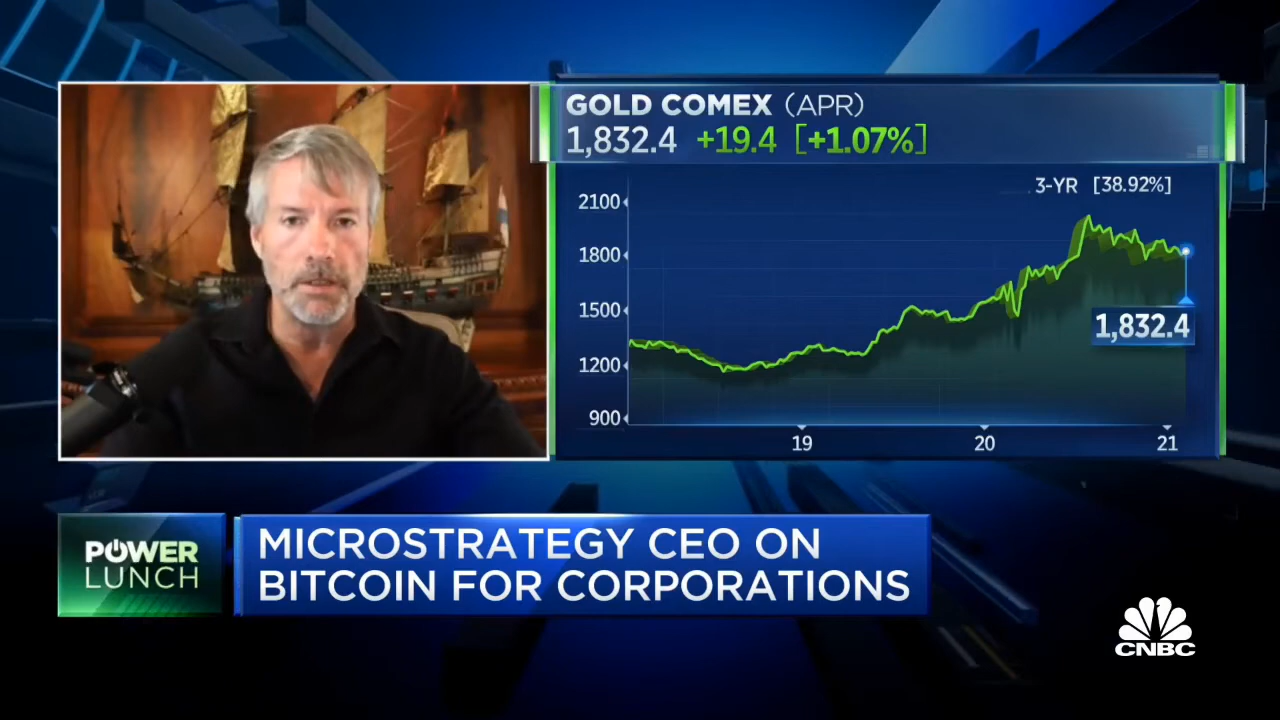 GOLD COMEX (APR)
1,832.4 +19.4 [+1.07%]
3-YR [38.92%]
2100
1800
1500
1200
900
1,832.4
19 20 21
POWER
LUNCH
MICROSTRATEGY CEO ON
BITCOIN FOR CORPORATIONS
CNBC